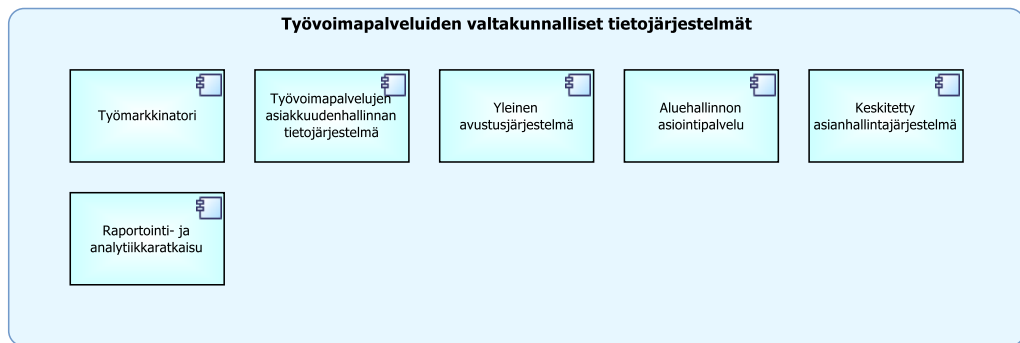 Työvoimapalveluiden valtakunnalliset tietojärjestelmät
Työmarkkinatori
Työvoimapalvelujen
asiakkuudenhallinnan
tietojärjestelmä
Yleinen
avustusjärjestelmä
Aluehallinnon
asiointipalvelu
Keskitetty
asianhallintajärjestelmä
Raportointi- ja
analytiikkaratkaisu